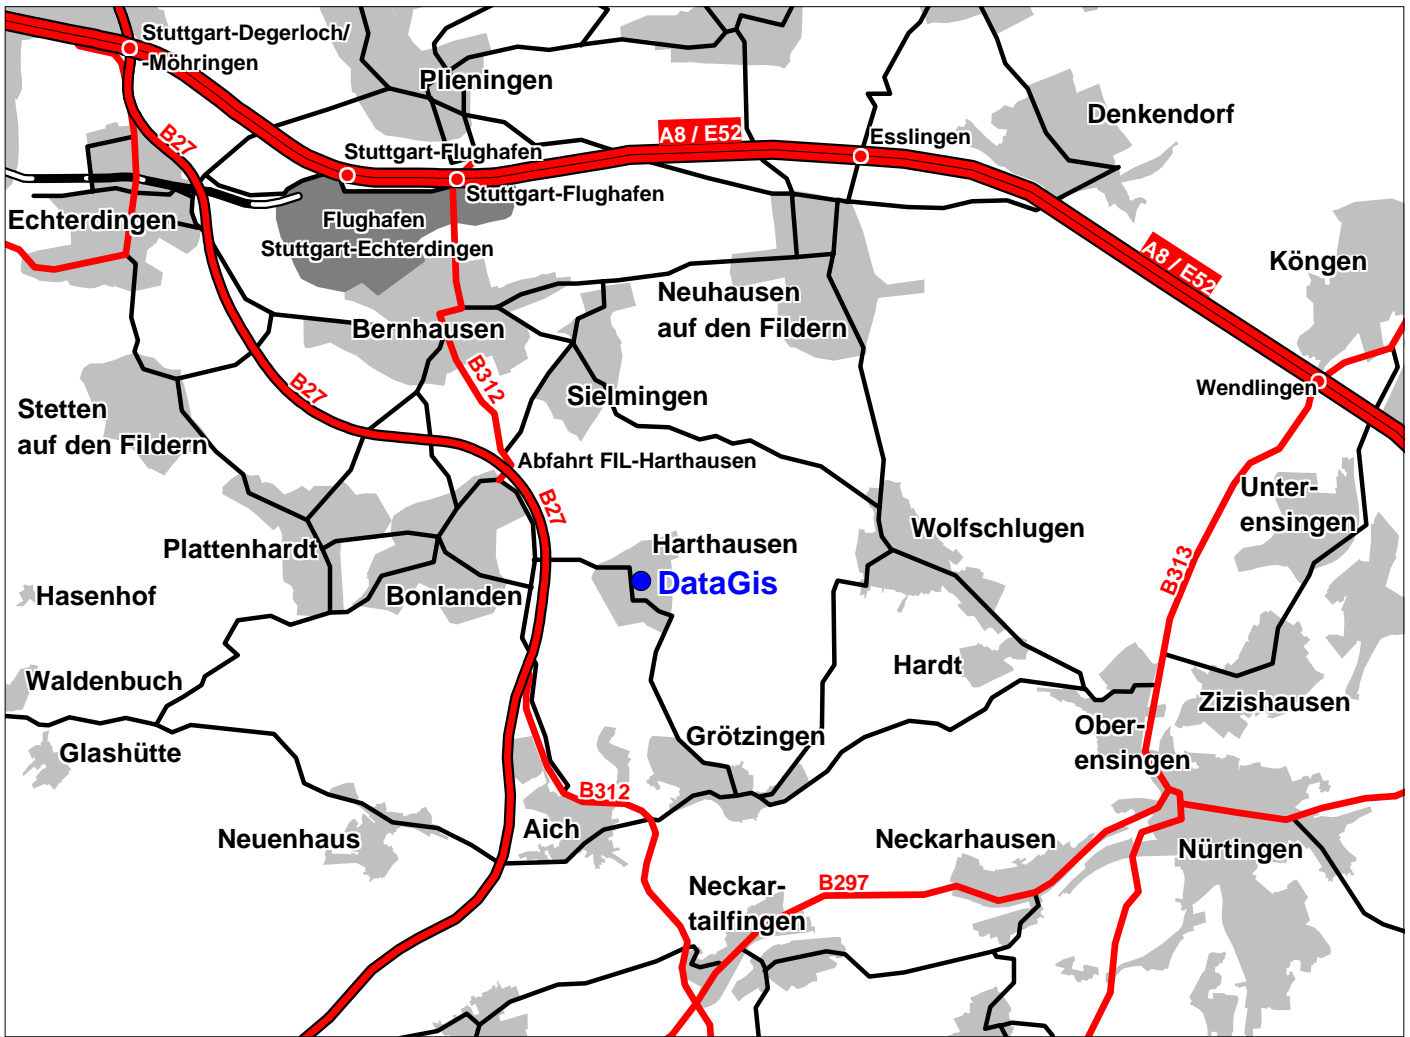 Stuttgart-Degerloch/
-Möhringen
Plieningen
Denkendorf
B27
A8 / E52
Esslingen
Stuttgart-Flughafen
Stuttgart-Flughafen
Echterdingen
Flughafen
Stuttgart-Echterdingen
A8 / E52
Köngen
Neuhausen
auf den Fildern
Bernhausen
B312
B27
Sielmingen
Wendlingen
Stetten
auf den Fildern
Abfahrt FIL-Harthausen
B27
Unter-
ensingen
Wolfschlugen
Plattenhardt
Harthausen
DataGis
B313
Hasenhof
Bonlanden
Hardt
Waldenbuch
Zizishausen
Glashütte
Grötzingen
Ober-
ensingen
B312
Aich
Neuenhaus
Neckarhausen
Nürtingen
B297
Neckar-
tailfingen